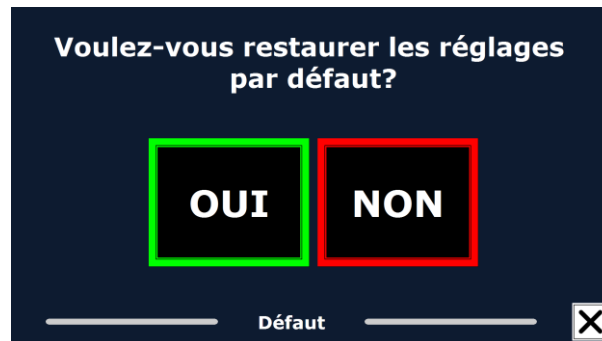 Voulez-vous restaurer les réglages
par défaut?
OUI NON
Défaut